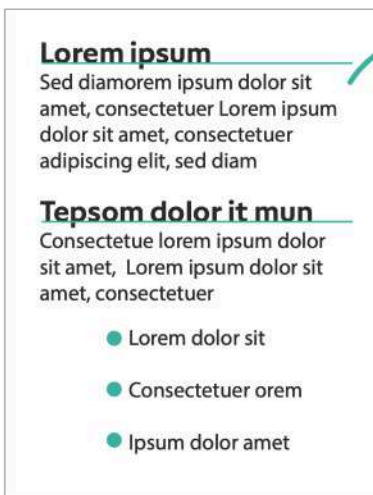 Lorem ipsum
Sed diamorem ipsum dolor sit
amet, consectetuer Lorem ipsum
dolor sit amet, consectetuer
adipiscing elit, sed diam
Tepsom dolor it mun
Consectetue lorem ipsum dolor
sit amet, Lorem ipsum dolor sit
amet, consectetuer
Lorem dolor sit
Consectetuer orem
Ipsum dolor amet